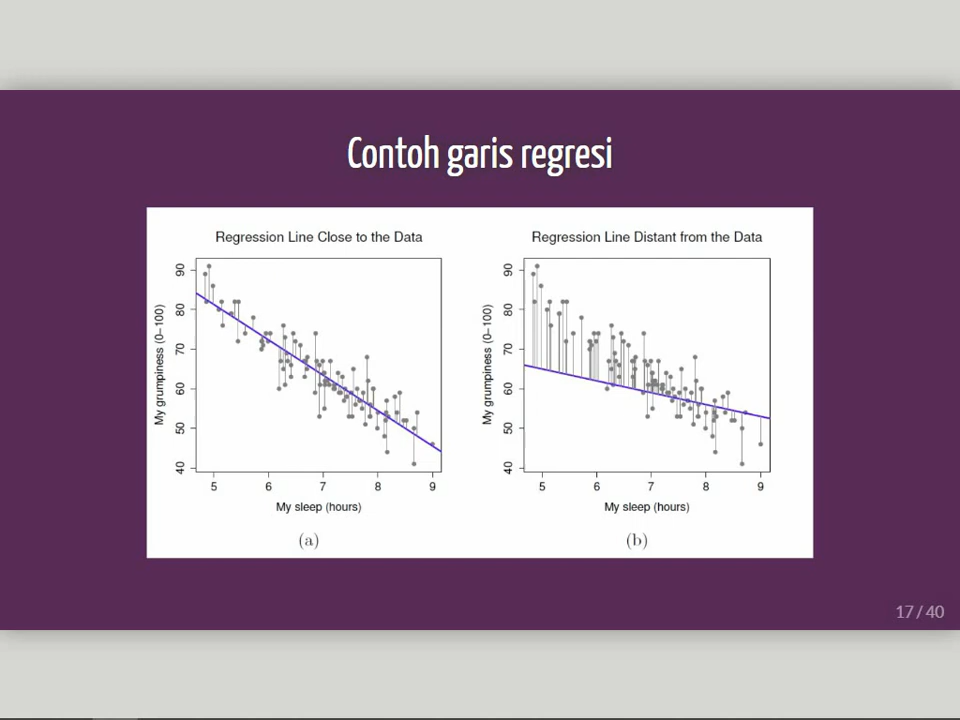 Contoh garis regresi
Regression Line Close to the Data
My grumpiness (0–100)
90
80
70
60
50
40
5 6 7 8 9
My sleep (hours)
(a)
Regression Line Distant from the Data
My grumpiness (0–100)
90
80
70
60
50
40
5 6 7 8 9
My sleep (hours)
(b)
17 / 40